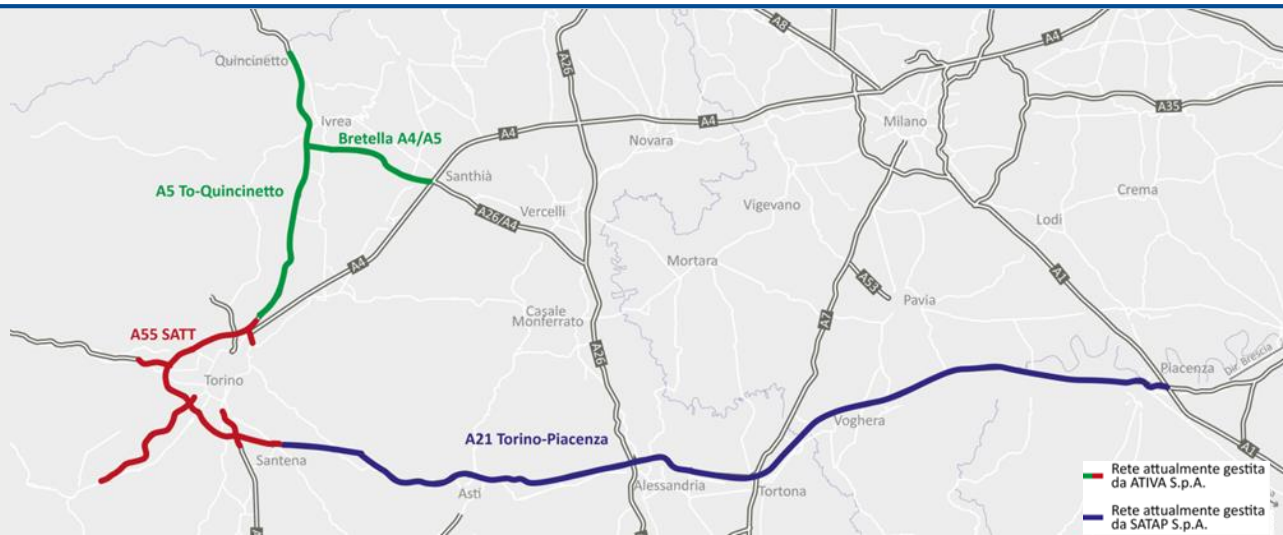 A8
A4
Quincinetto
A26
A35
Ivrea
Milano
Bretella A4/A5
A4
A4
Novara
Santhià
A5 To-Quincinetto
Crema
Vercelli
Vigevano
A26/A4
Lodi
A4
Mortara
A1
A53
Pavia
Casale
Monferrato
A7
A55 SATT
A26
Dir. Brescia
Piacenza
Torino
Voghera
A21 Torino-Piacenza
A1
Santena
Asti
Alessandria
Tortona
Rete attualmente gestita
da ATIVA S.p.A.
Rete attualmente gestita
da SATAP S.p.A.